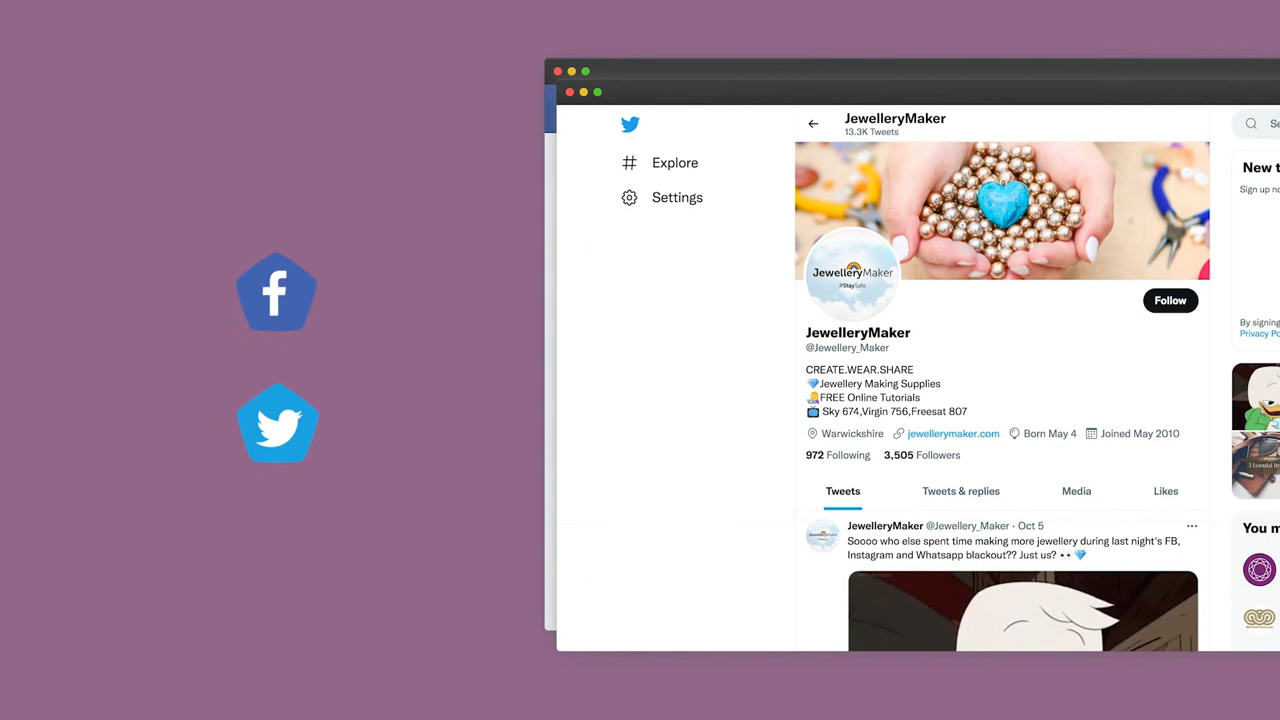 JewelleryMaker
13.3K Tweets
Explore
Settings
Se
New t
Sign up no
JewelleryMaker
#StaySafe
Follow
By signing
Privacy Po
JewelleryMaker
@Jewellery_Maker
CREATE.WEAR.SHARE
💎Jewellery Making Supplies
👩‍🎨FREE Online Tutorials
📺 Sky 674,Virgin 756,Freesat 807
Warwickshire jewellerymaker.com Born May 4 Joined May 2010
972 Following 3,505 Followers
Tweets Tweets & replies Media Likes
You m
JewelleryMaker @Jewellery_Maker · Oct 5
Soooo who else spent time making more jewellery during last night's FB,
Instagram and Whatsapp blackout?? Just us? 👀 💎